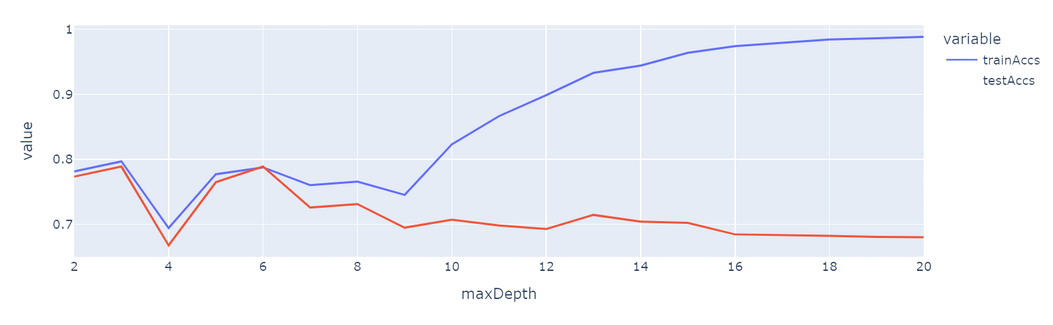 1
0.9
0.8
0.7
value
2 4 6 8 10 12 14 16 18 20
maxDepth
variable
trainAccs
testAccs